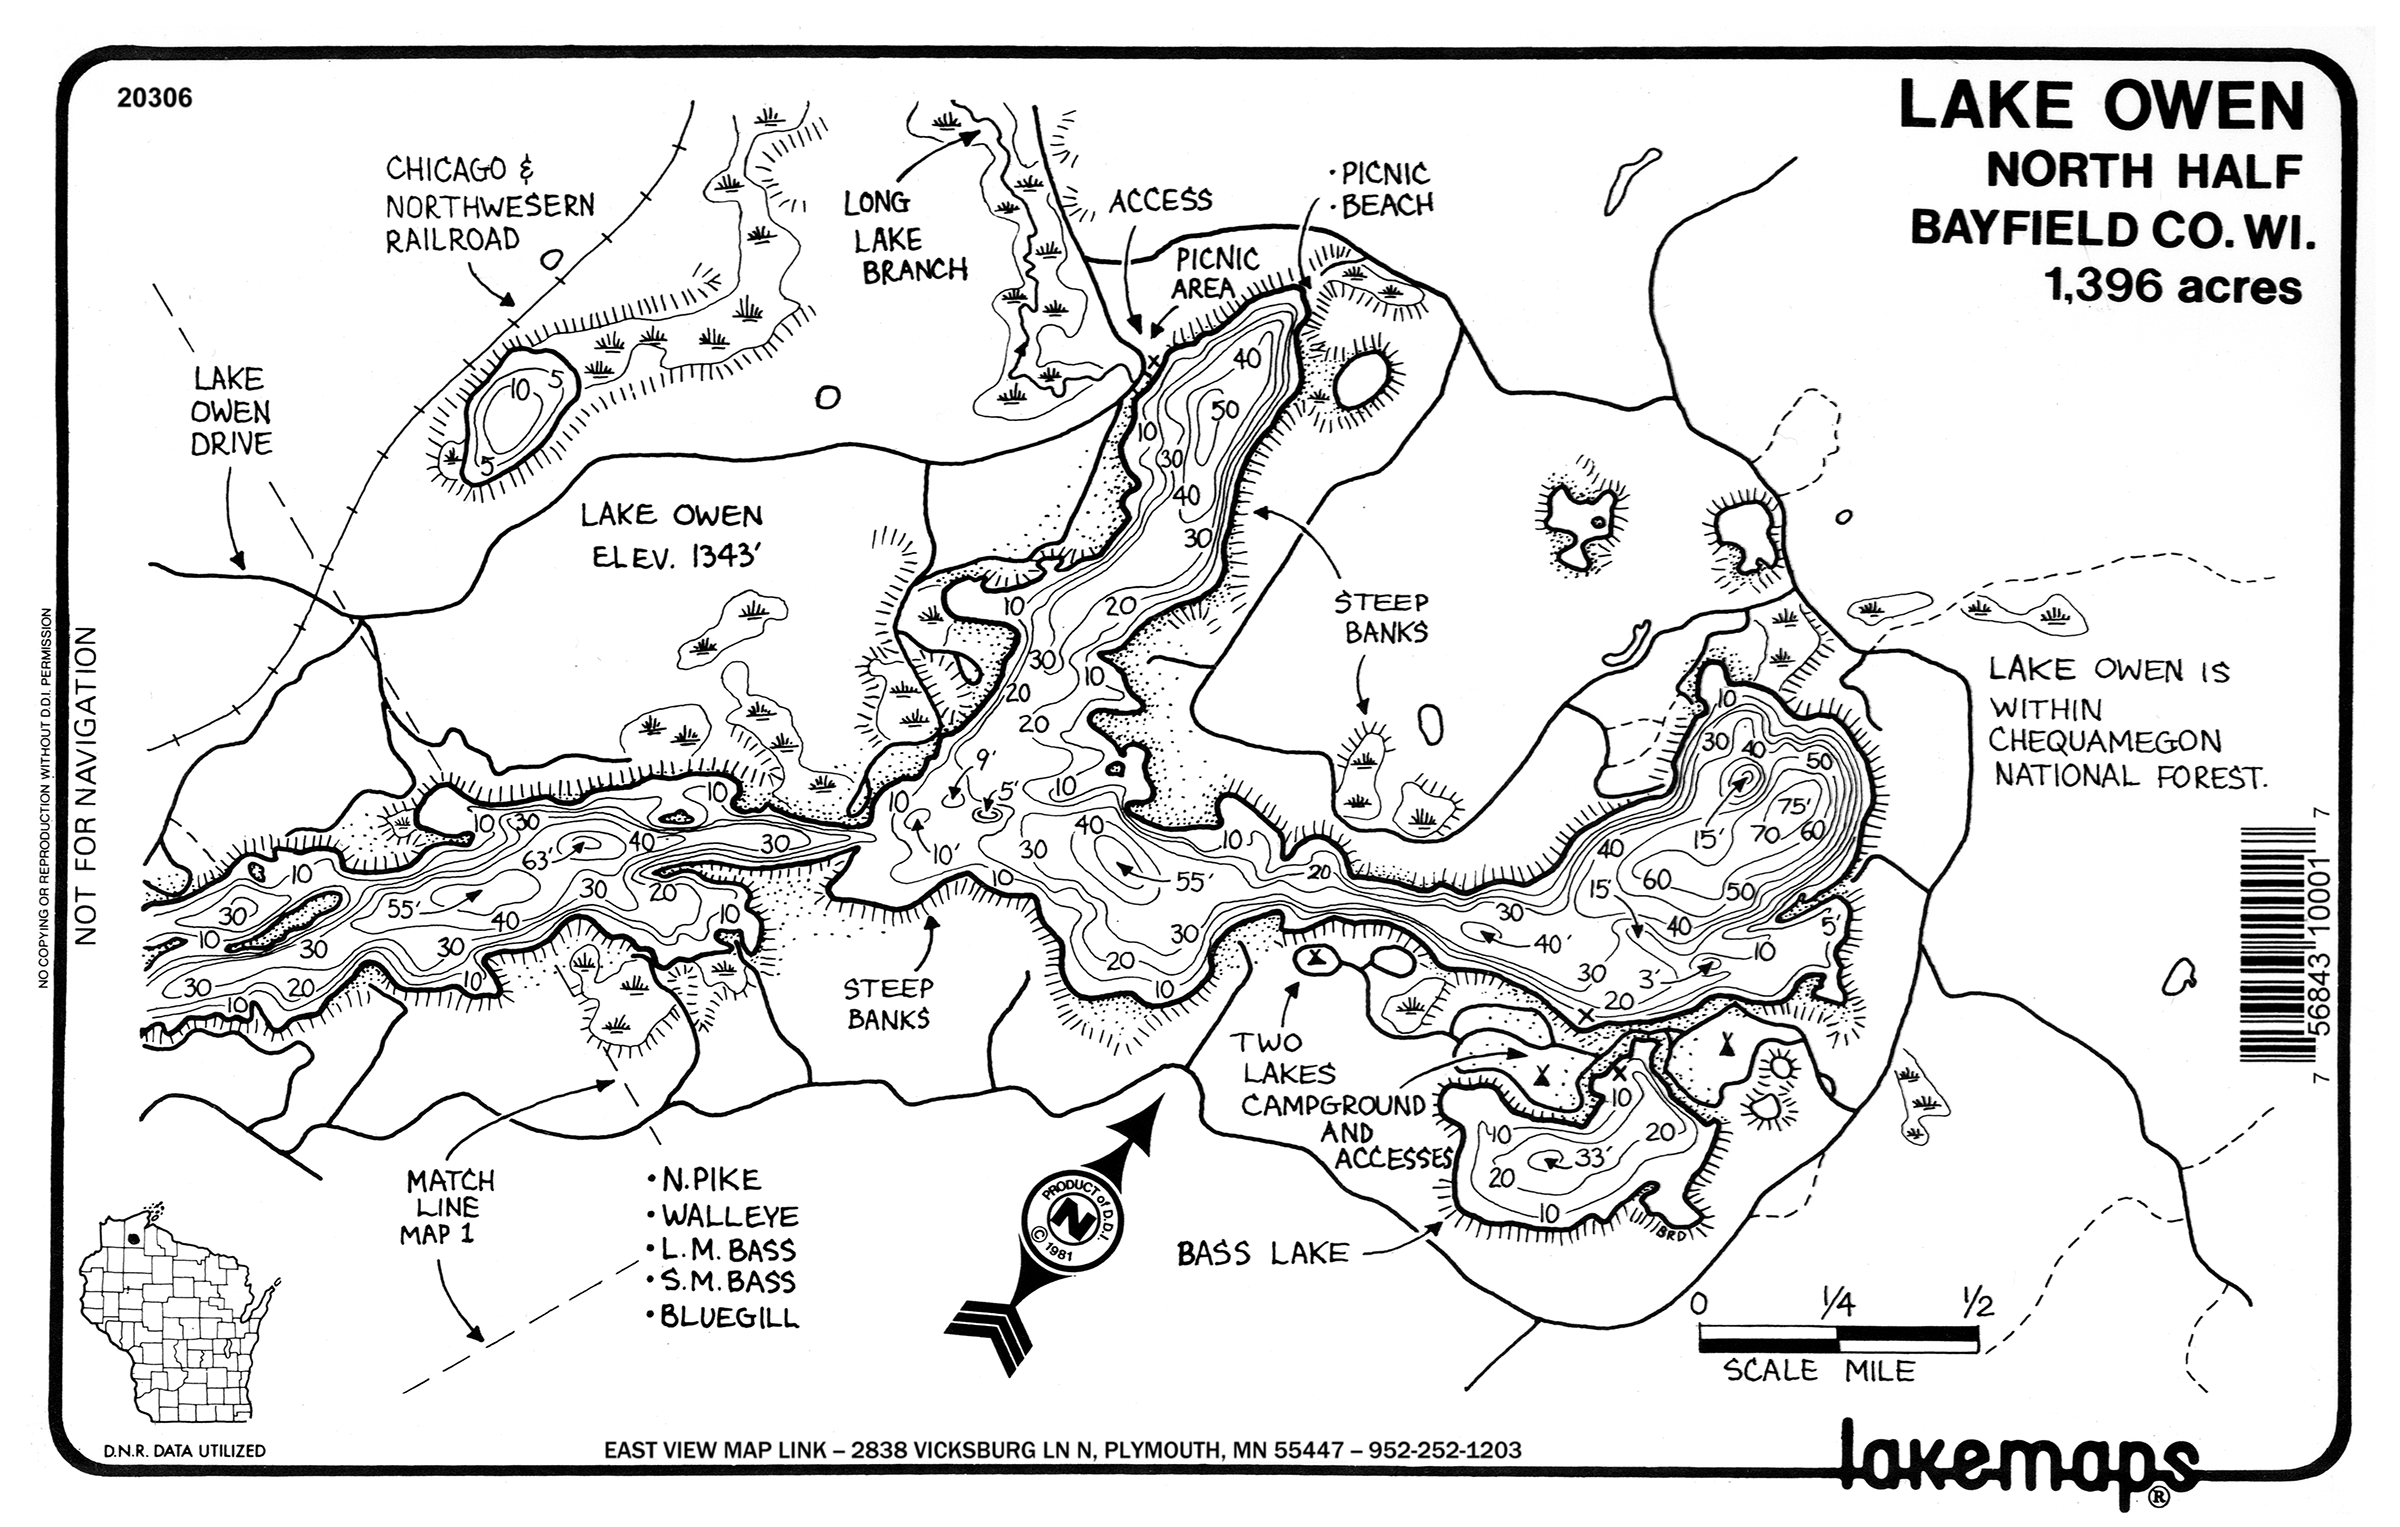 20306
LAKE OWEN
NORTH HALF
BAYFIELD CO. WI.
1,396 acres
CHICAGO &
NORTHWESERN
RAILROAD
LONG
LAKE
BRANCH
ACCESS
• PICNIC
• BEACH
PICNIC
AREA
LAKE
OWEN
DRIVE
10
5
5
40
50
10
30
40
30
LAKE OWEN
ELEV. 1343'
STEEP
BANKS
10
20
30
10
20
20
LAKE OWEN IS
WITHIN
CHEQUAMEGON
NATIONAL FOREST.
NO COPYING OR REPRODUCTION WITHOUT D.D.I. PERMISSION
NOT FOR NAVIGATION
10
30
40
50
75'
15'
70
60
9'
5'
10
10
10'
10
10
30
63'
40
30
40
30
10
55'
10
20
40
15'
60
50
10
30
55'
40
30
20
10
30
10
30
40
30
10
30
20
10
30
20
10
30
40'
40
10
5'
30
3'
20
STEEP
BANKS
TWO
LAKES
CAMPGROUND
AND
ACCESSES
10
10
20
33'
20
10
BRD
BASS LAKE
MATCH
LINE
MAP 1
• N. PIKE
• WALLEYE
• L.M. BASS
• S.M. BASS
• BLUEGILL
PRODUCT of D.D.I.
N
© 1981
0 1/4 1/2
SCALE MILE
7 56843 10001 7
D.N.R. DATA UTILIZED
EAST VIEW MAP LINK – 2838 VICKSBURG LN N, PLYMOUTH, MN 55447 – 952-252-1203
lakemaps®